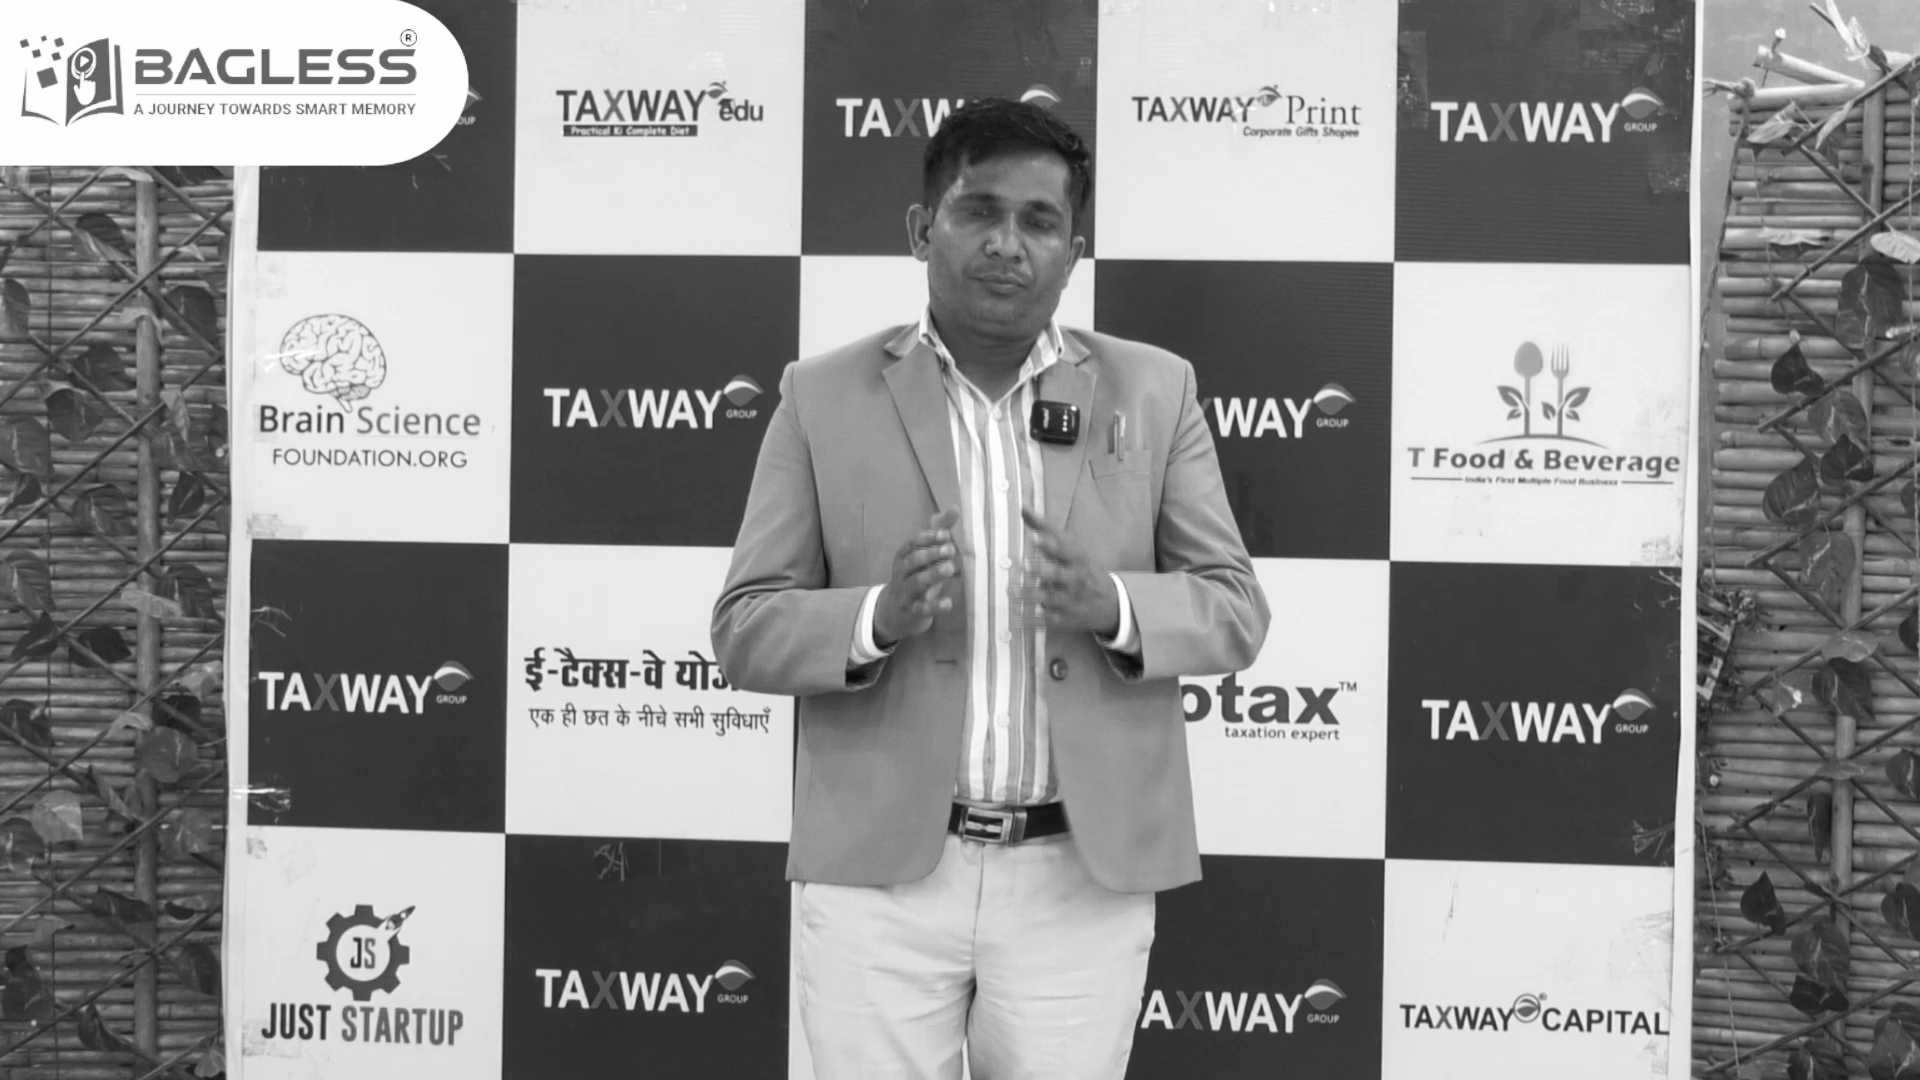 BAGLESS®
A JOURNEY TOWARDS SMART MEMORY
TAXWAY edu
Practical Ki Complete Diet
TAXWAY Print
Corporate Gifts Shopee
TAXWAY
GROUP
Brain Science
FOUNDATION.ORG
TAXWAY
GROUP
WAY
GROUP
T Food & Beverage
India's First Multiple Food Business
TAXWAY
GROUP
ई-टैक्स-वे
एक ही छत के नीचे सभी सुविधाएँ
otax™
taxation expert
TAXWAY
GROUP
JS
JUST STARTUP
TAXWAY
GROUP
AXWAY
GROUP
TAXWAY CAPITAL